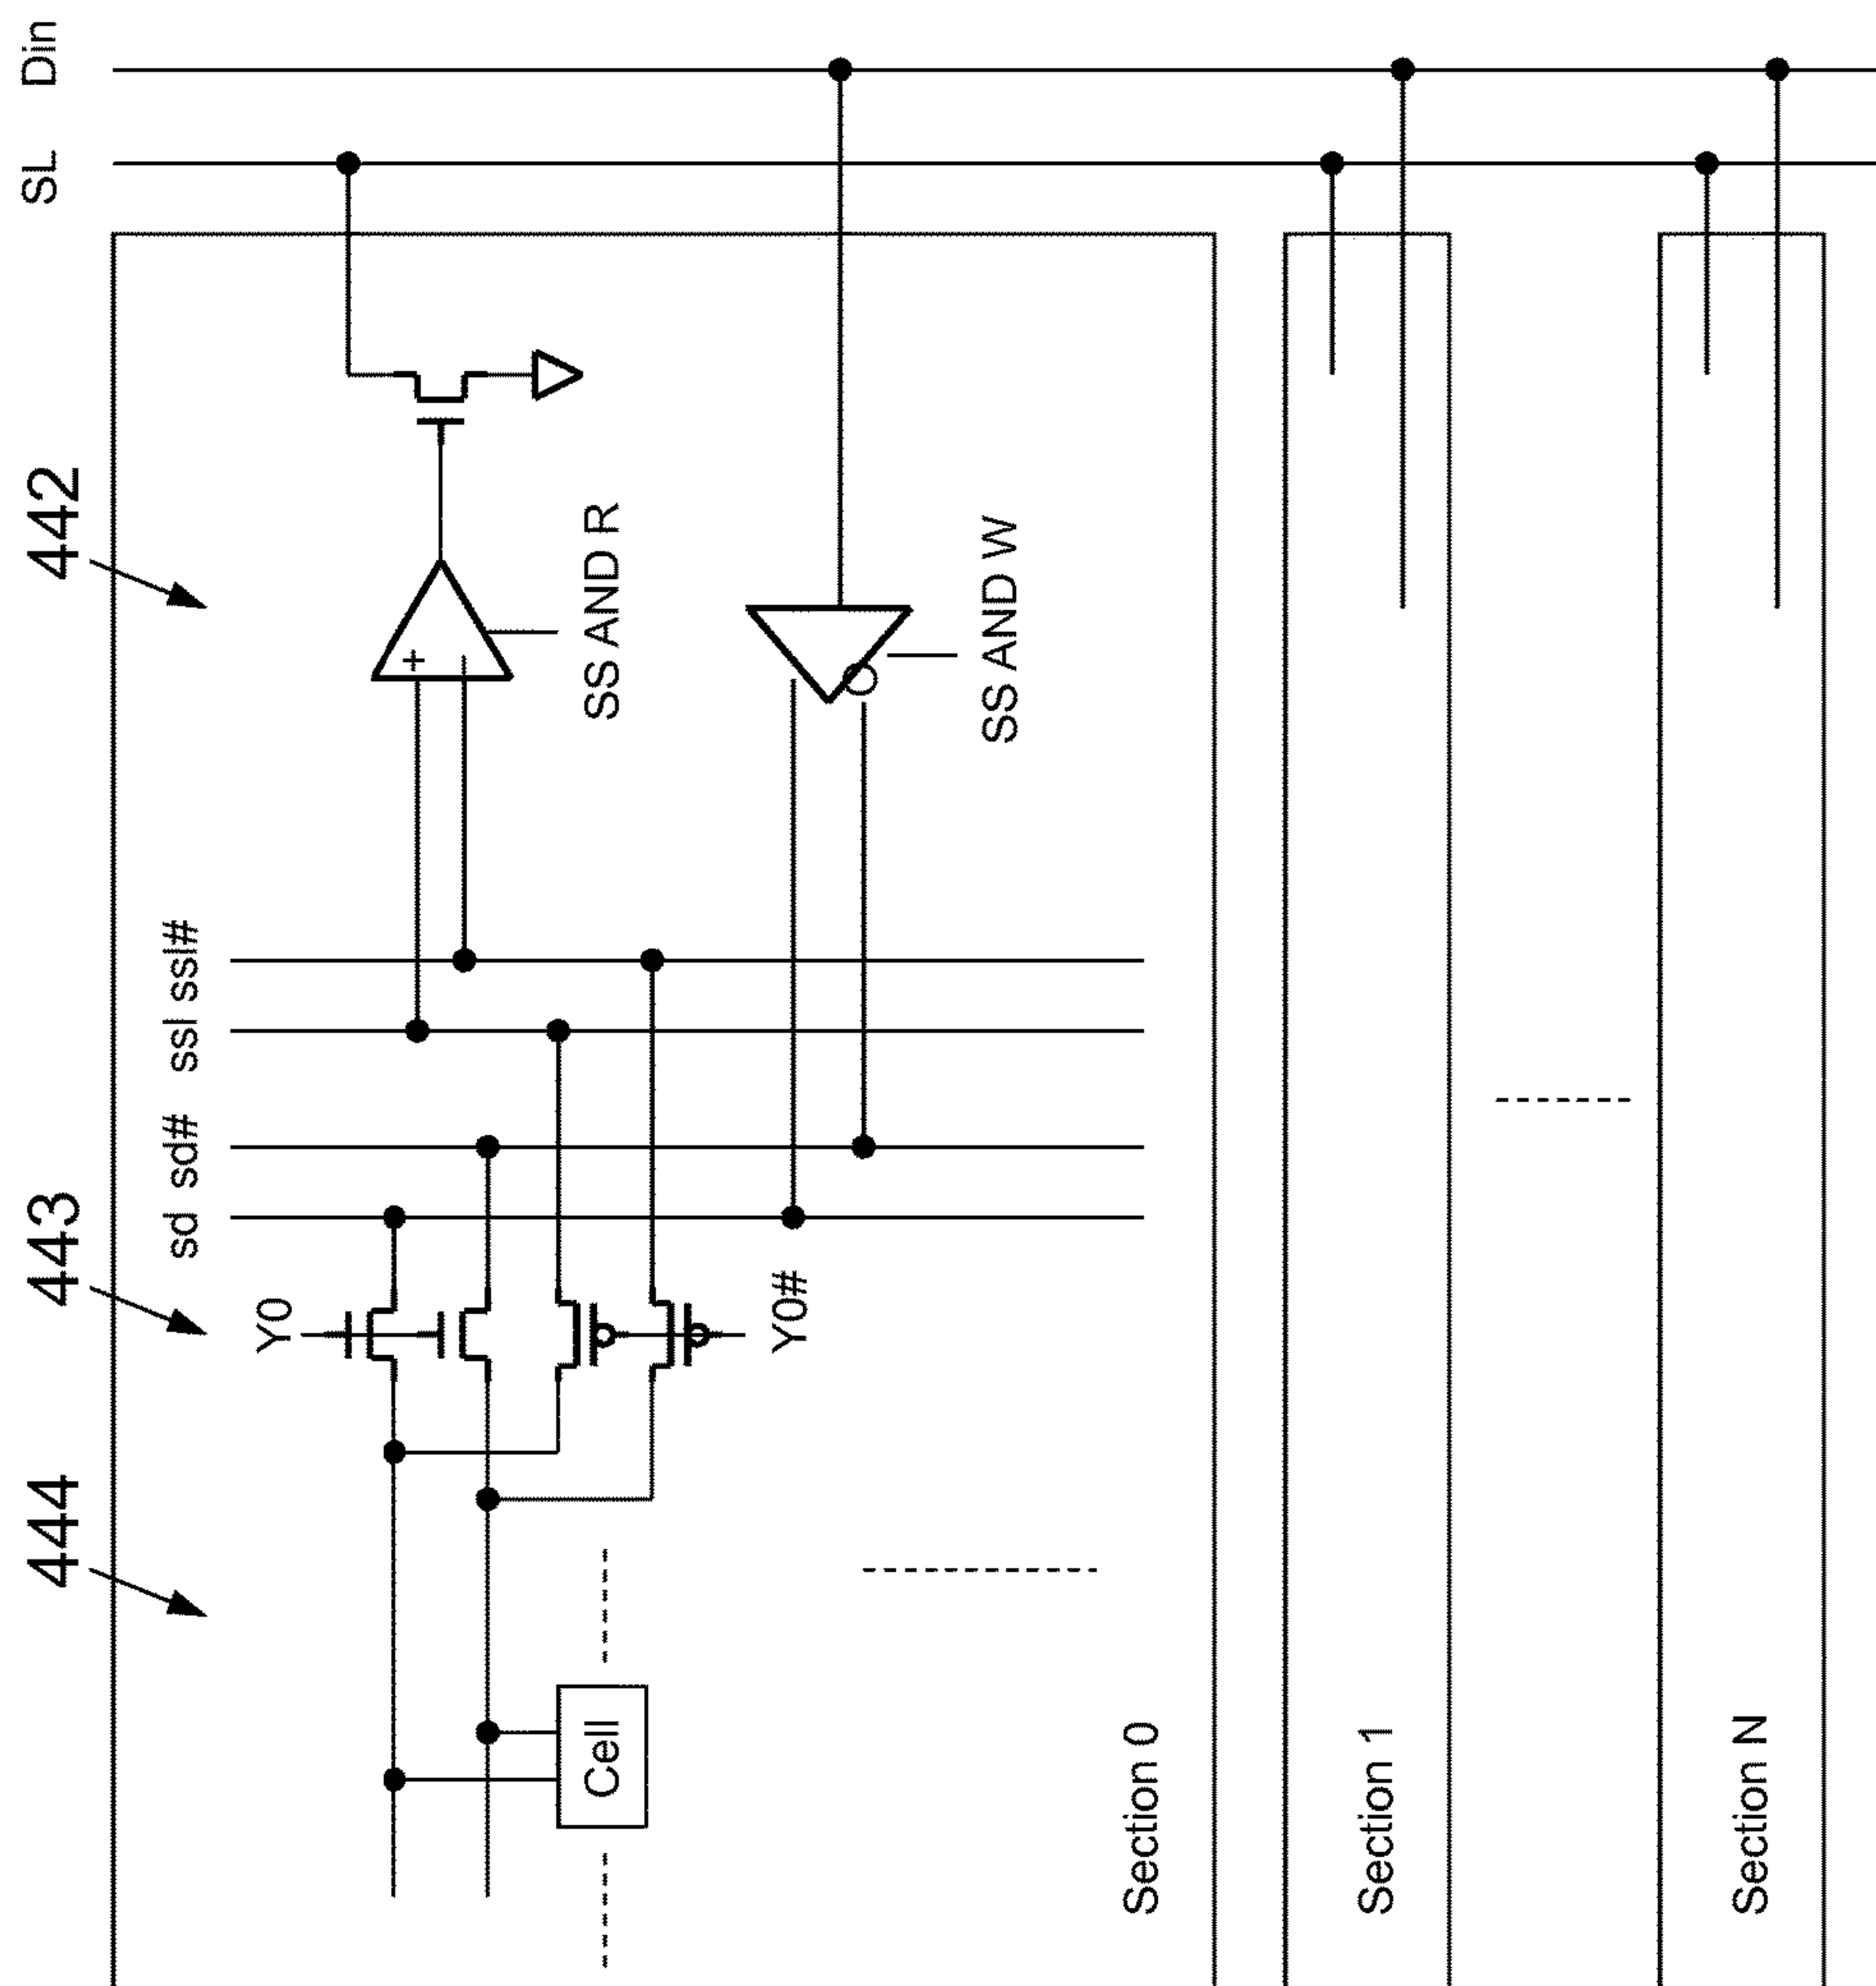 Din
SL
442
443
444
SS AND R
SS AND W
+
sd sd# ssl ssl#
Y0
Y0#
Cell
Section 0
Section 1
Section N